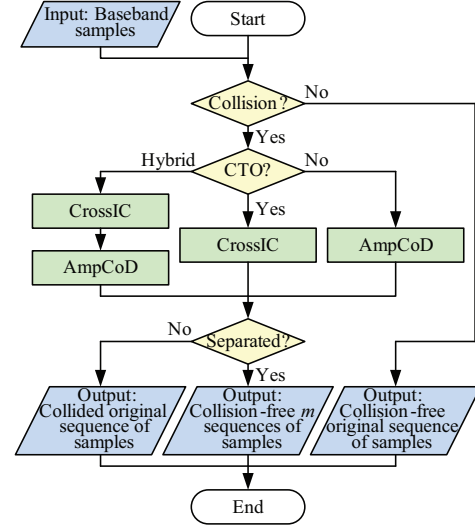 Input: Baseband
samples
Start
Collision?
No
Yes
Hybrid
CTO?
No
Yes
CrossIC
CrossIC
AmpCoD
AmpCoD
No
Separated?
Yes
Output:
Collided original
sequence of
samples
Output:
Collision-free m
sequences of
samples
Output:
Collision-free
original sequence
of samples
End